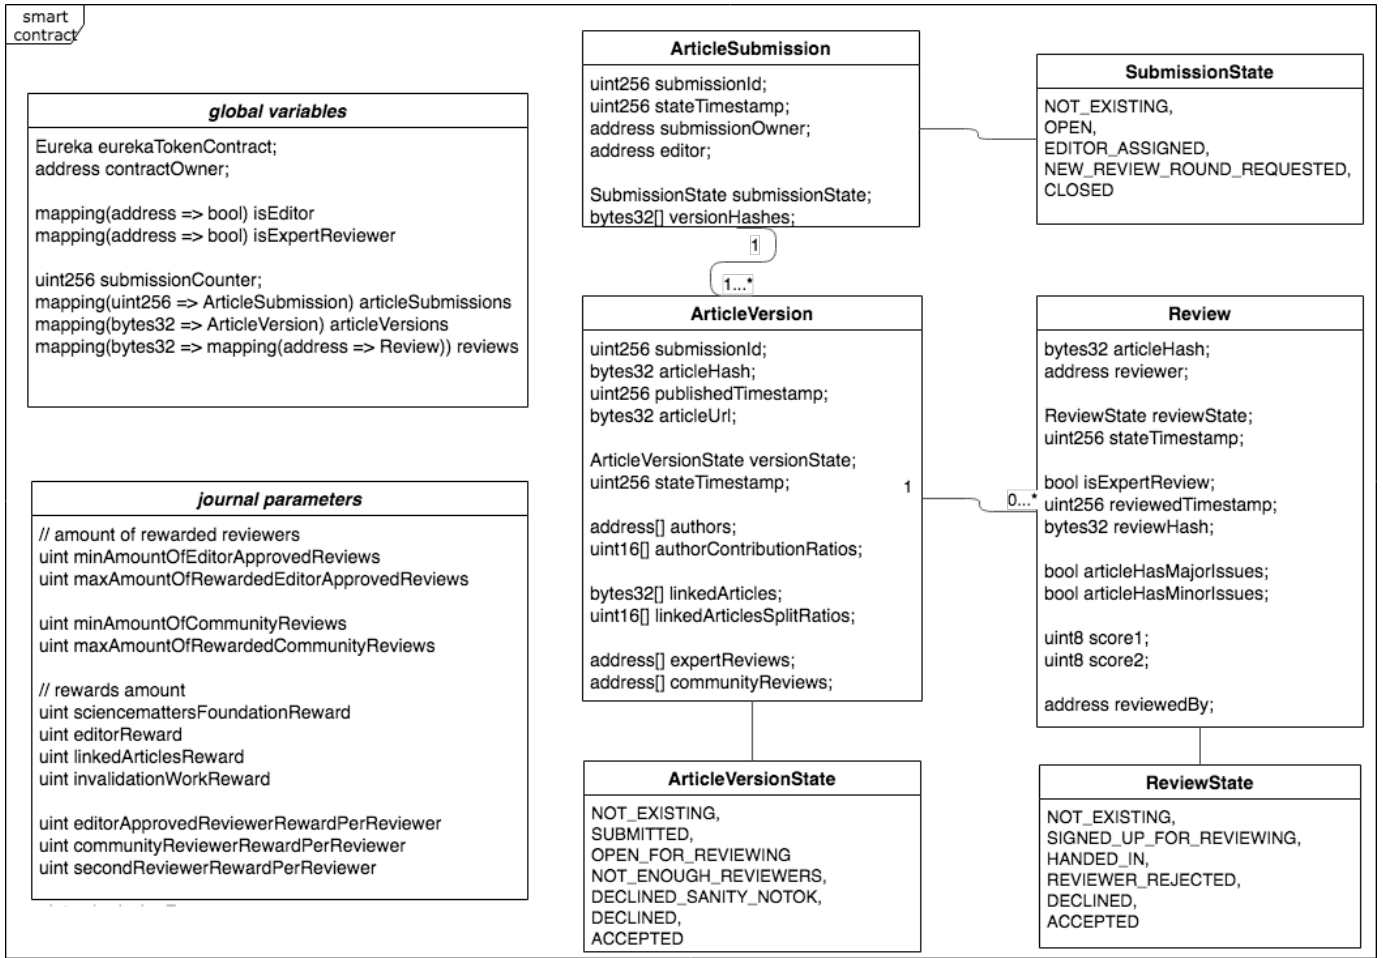 smart
contract
global variables
Eureka eurekaTokenContract;
address contractOwner;
mapping(address => bool) isEditor
mapping(address => bool) isExpertReviewer
uint256 submissionCounter;
mapping(uint256 => ArticleSubmission) articleSubmissions
mapping(bytes32 => ArticleVersion) articleVersions
mapping(bytes32 => mapping(address => Review)) reviews
journal parameters
// amount of rewarded reviewers
uint minAmountOfEditorApprovedReviews
uint maxAmountOfRewardedEditorApprovedReviews
uint minAmountOfCommunityReviews
uint maxAmountOfRewardedCommunityReviews
// rewards amount
uint sciencemattersFoundationReward
uint editorReward
uint linkedArticlesReward
uint invalidationWorkReward
uint editorApprovedReviewerRewardPerReviewer
uint communityReviewerRewardPerReviewer
uint secondReviewerRewardPerReviewer
ArticleSubmission
uint256 submissionId;
uint256 stateTimestamp;
address submissionOwner;
address editor;
SubmissionState submissionState;
bytes32[] versionHashes;
1
1...*
ArticleVersion
uint256 submissionId;
bytes32 articleHash;
uint256 publishedTimestamp;
bytes32 articleUrl;
ArticleVersionState versionState;
uint256 stateTimestamp;
1
address[] authors;
uint16[] authorContributionRatios;
bytes32[] linkedArticles;
uint16[] linkedArticlesSplitRatios;
address[] expertReviews;
address[] communityReviews;
ArticleVersionState
NOT_EXISTING,
SUBMITTED,
OPEN_FOR_REVIEWING
NOT_ENOUGH_REVIEWERS,
DECLINED_SANITY_NOTOK,
DECLINED,
ACCEPTED
SubmissionState
NOT_EXISTING,
OPEN,
EDITOR_ASSIGNED,
NEW_REVIEW_ROUND_REQUESTED,
CLOSED
Review
bytes32 articleHash;
address reviewer;
ReviewState reviewState;
uint256 stateTimestamp;
bool isExpertReview;
0...*
uint256 reviewedTimestamp;
bytes32 reviewHash;
bool articleHasMajorIssues;
bool articleHasMinorIssues;
uint8 score1;
uint8 score2;
address reviewedBy;
ReviewState
NOT_EXISTING,
SIGNED_UP_FOR_REVIEWING,
HANDED_IN,
REVIEWER_REJECTED,
DECLINED,
ACCEPTED